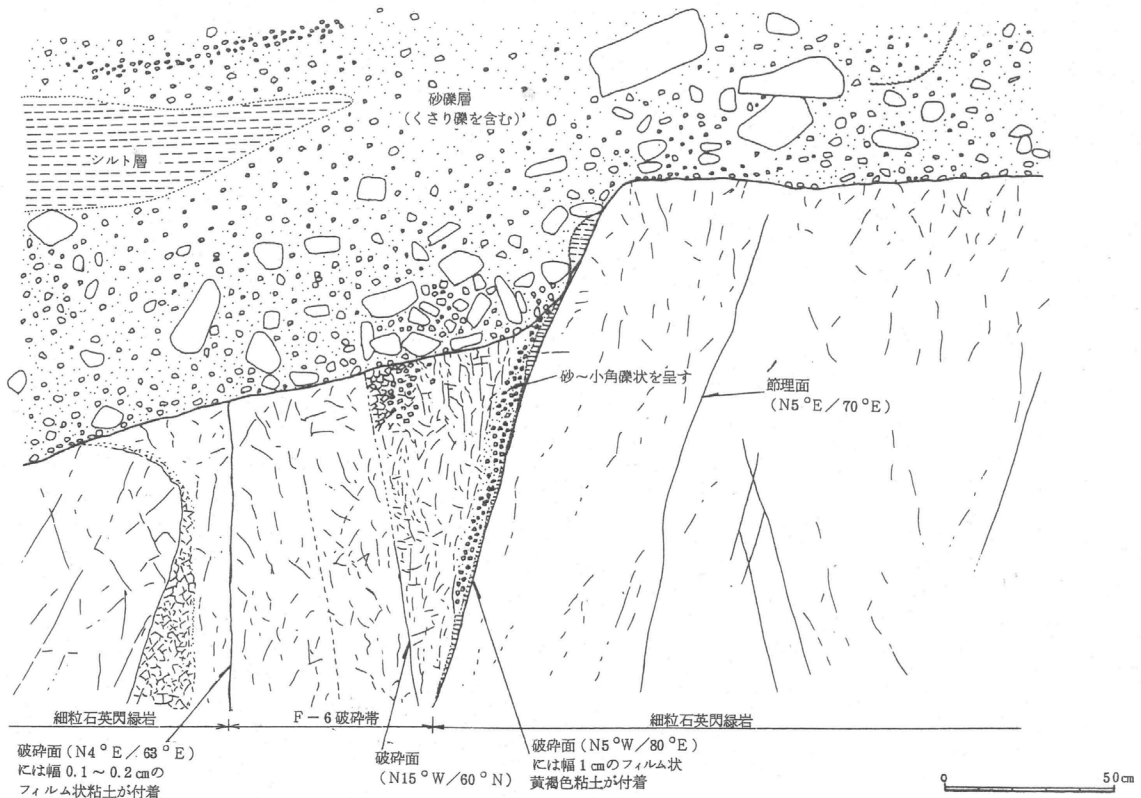 砂礫層
(くさり礫を含む)
シルト層
砂~小角礫状を呈す
節理面
(N5°E/70°E)
細粒石英閃緑岩
F-6破砕帯
細粒石英閃緑岩
破砕面(N4°E/63°E)
には幅0.1~0.2cmの
フィルム状粘土が付着
破砕面
(N15°W/60°N)
破砕面(N5°W/80°E)
には幅1cmのフィルム状
黄褐色粘土が付着
0
50cm